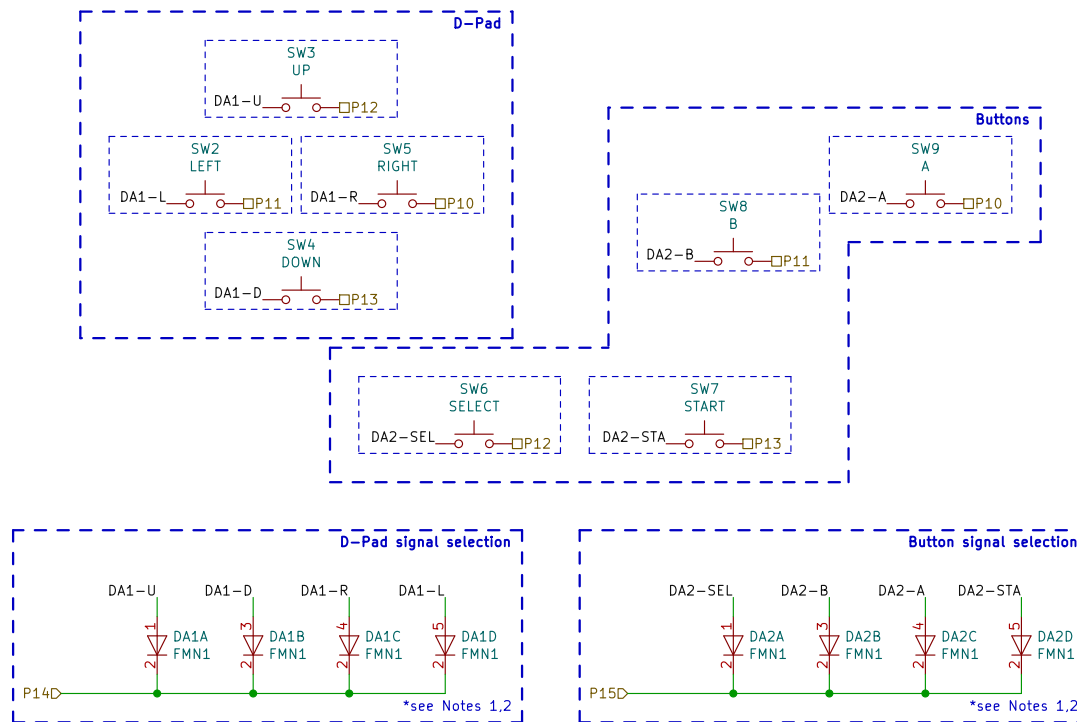 D-Pad
SW3
UP
DA1-U
P12
SW2
LEFT
DA1-L
P11
SW5
RIGHT
DA1-R
P10
SW4
DOWN
DA1-D
P13
Buttons
SW9
A
DA2-A
P10
SW8
B
DA2-B
P11
SW6
SELECT
DA2-SEL
P12
SW7
START
DA2-STA
P13
D-Pad signal selection
DA1-U
DA1-D
DA1-R
DA1-L
1
DA1A
FMN1
2
3
DA1B
FMN1
2
4
DA1C
FMN1
2
5
DA1D
FMN1
2
P14
*see Notes 1,2
Button signal selection
DA2-SEL
DA2-B
DA2-A
DA2-STA
1
DA2A
FMN1
2
3
DA2B
FMN1
2
4
DA2C
FMN1
2
5
DA2D
FMN1
2
P15
*see Notes 1,2